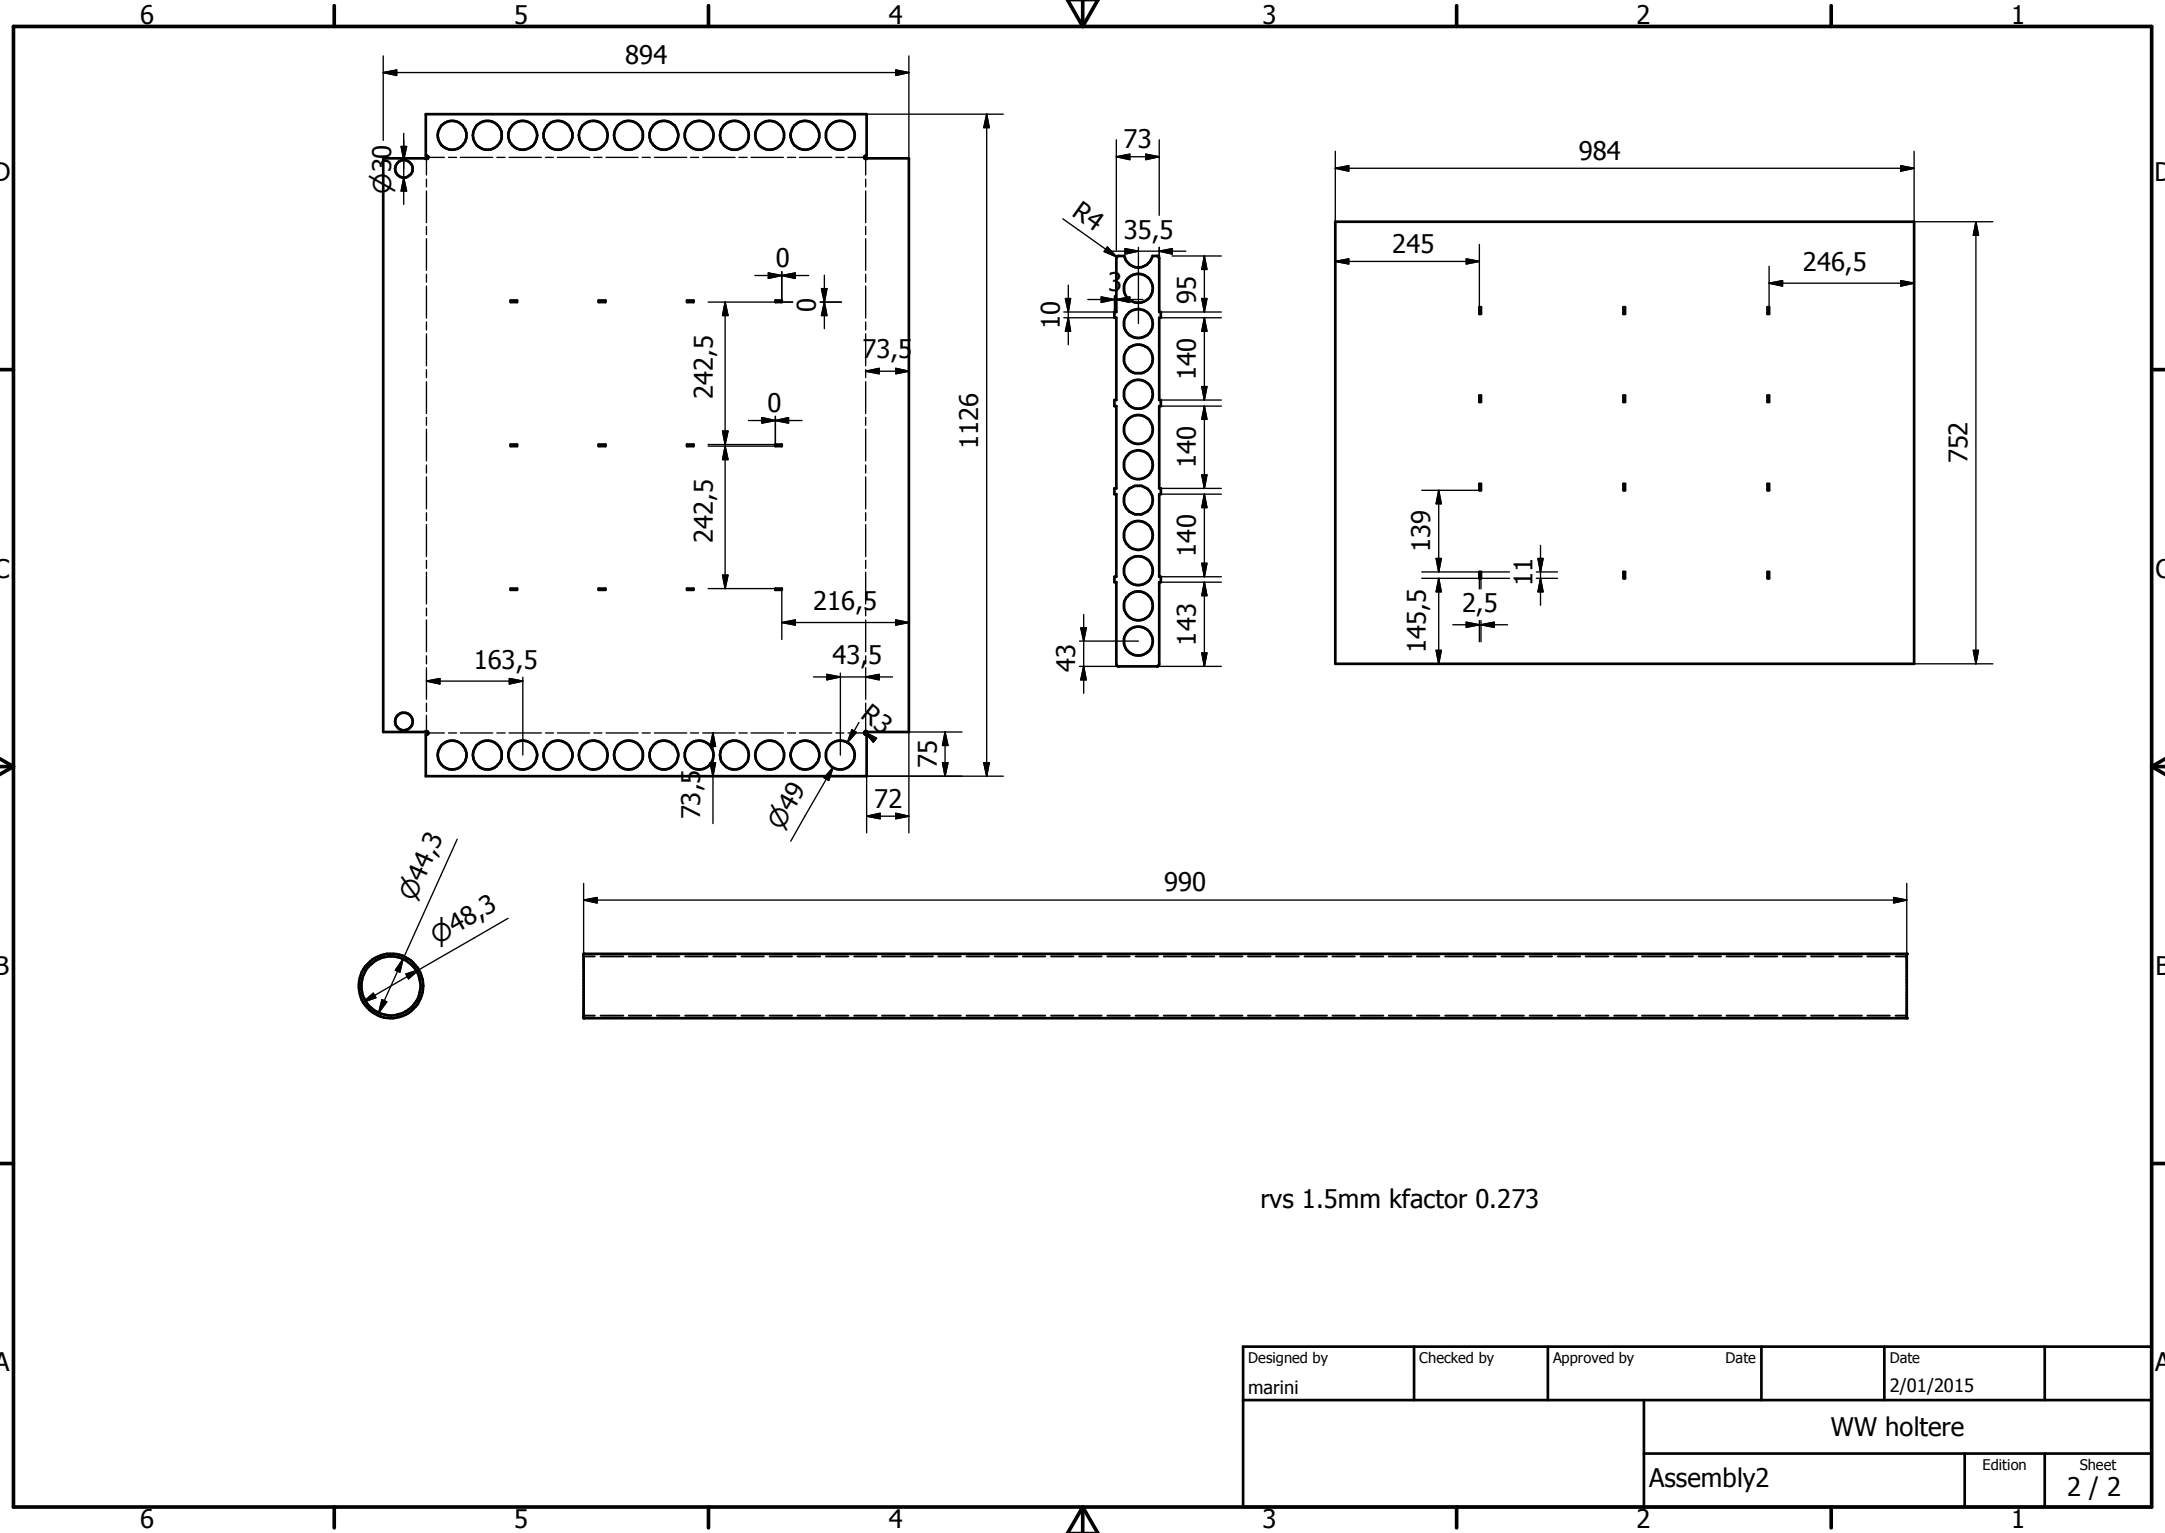 6 5 4 3 2 1
D D
C C
B B
A A
894
Ø30
0
0
242,5
73,5
0
242,5
1126
216,5
163,5
43,5
R3
75
73,5
Ø49
72
73
R4
35,5
3
10
95
140
140
140
143
43
984
245
246,5
752
139
11
145,5
2,5
Ø44,3
Ø48,3
990
rvs 1.5mm kfactor 0.273
Designed by Checked by Approved by Date Date
marini 2/01/2015
WW holtere
Assembly2 Edition Sheet
2 / 2
6 5 4 3 2 1